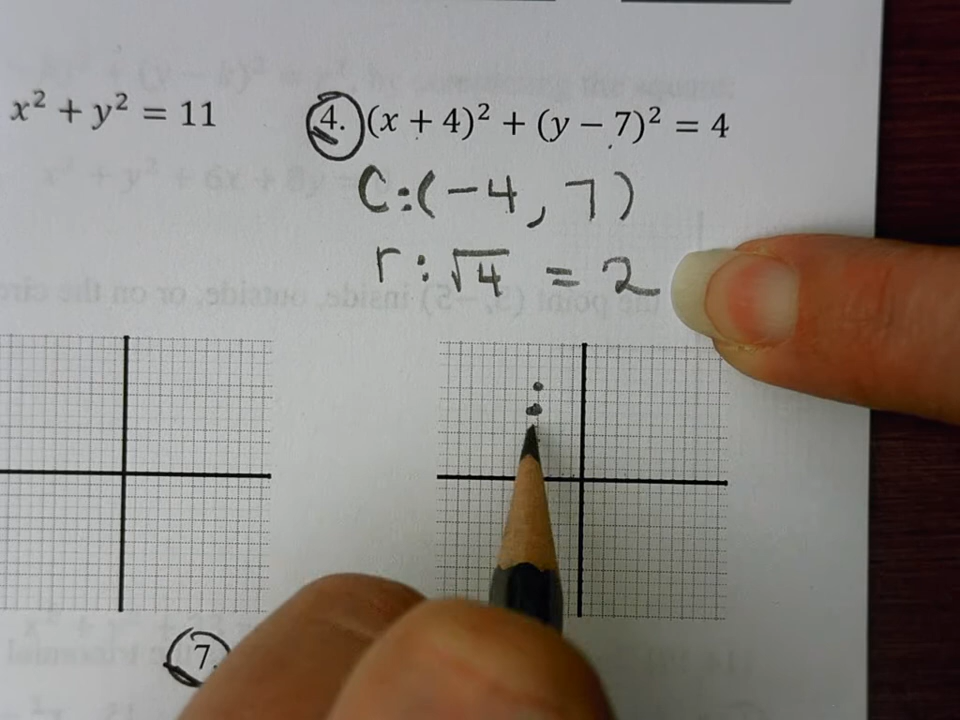 x² + y² = 11
4. (x + 4)² + (y − 7)² = 4
C:(−4, 7)
r: √4 = 2
7.